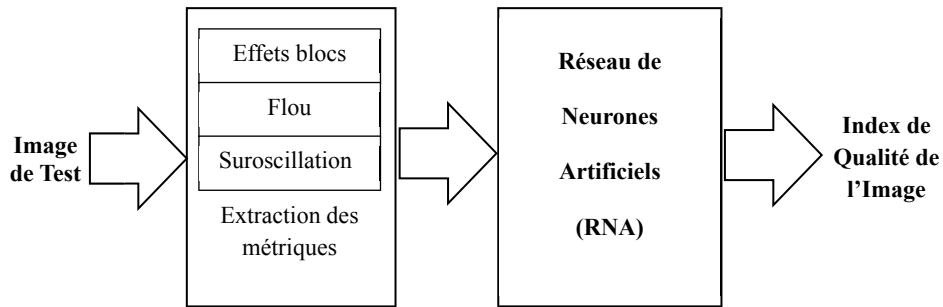 Image
de Test
Effets blocs
Flou
Suroscillation
Extraction des
métriques
Réseau de
Neurones
Artificiels
(RNA)
Index de
Qualité de
l’Image